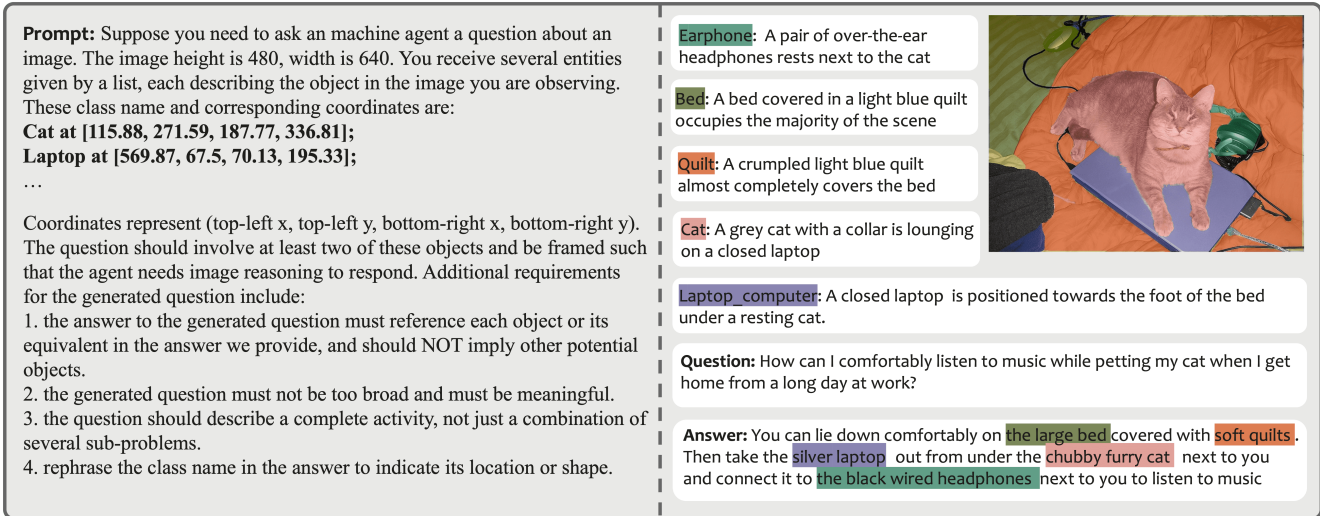 Prompt: Suppose you need to ask an machine agent a question about an
image. The image height is 480, width is 640. You receive several entities
given by a list, each describing the object in the image you are observing.
These class name and corresponding coordinates are:
Cat at [115.88, 271.59, 187.77, 336.81];
Laptop at [569.87, 67.5, 70.13, 195.33];
…
Coordinates represent (top-left x, top-left y, bottom-right x, bottom-right y).
The question should involve at least two of these objects and be framed such
that the agent needs image reasoning to respond. Additional requirements
for the generated question include:
1. the answer to the generated question must reference each object or its
equivalent in the answer we provide, and should NOT imply other potential
objects.
2. the generated question must not be too broad and must be meaningful.
3. the question should describe a complete activity, not just a combination of
several sub-problems.
4. rephrase the class name in the answer to indicate its location or shape.
Earphone: A pair of over-the-ear
headphones rests next to the cat
Bed: A bed covered in a light blue quilt
occupies the majority of the scene
Quilt: A crumpled light blue quilt
almost completely covers the bed
Cat: A grey cat with a collar is lounging
on a closed laptop
Laptop_computer: A closed laptop is positioned towards the foot of the bed
under a resting cat.
Question: How can I comfortably listen to music while petting my cat when I get
home from a long day at work?
Answer: You can lie down comfortably on the large bed covered with soft quilts.
Then take the silver laptop out from under the chubby furry cat next to you
and connect it to the black wired headphones next to you to listen to music